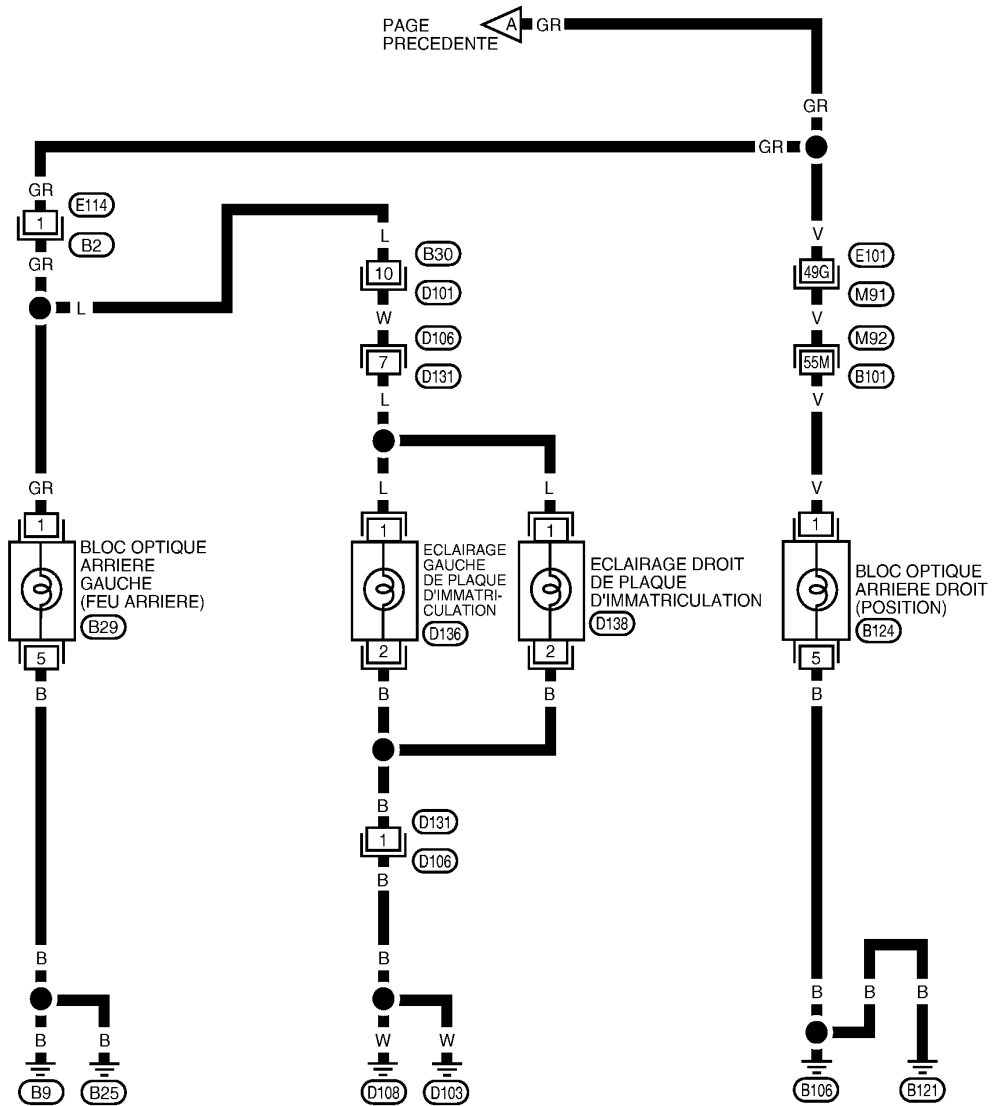 PAGE
PRECEDENTE
A
GR
GR
GR
GR
1
E114
B2
GR
L
L
10
B30
D101
W
7
D106
D131
L
V
49G
E101
M91
V
55M
M92
B101
V
GR
L
L
V
1
1
1
1
BLOC OPTIQUE
ARRIERE
GAUCHE
(FEU ARRIERE)
B29
ECLAIRAGE
GAUCHE
DE PLAQUE
D'IMMATRI-
CULATION
D136
ECLAIRAGE DROIT
DE PLAQUE
D'IMMATRICULATION
D138
BLOC OPTIQUE
ARRIERE DROIT
(POSITION)
B124
5
2
2
5
B
B
B
B
B
1
D131
D106
B
B
B
B
B
B
B
B
W
W
B9
B25
D108
D103
B106
B121